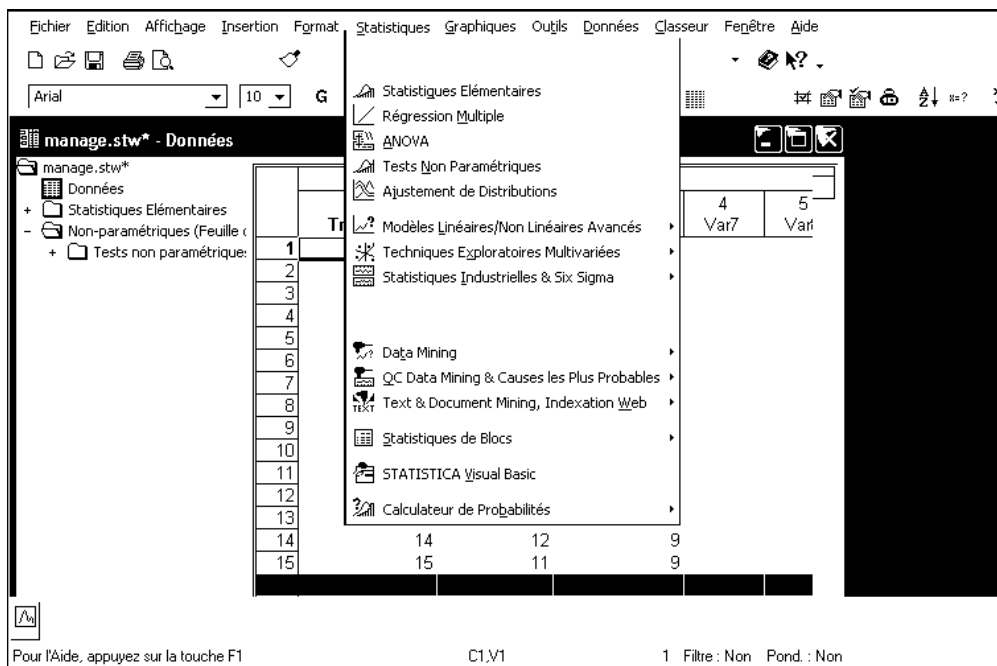 Fichier Edition Affichage Insertion Format Statistiques Graphiques Outils Données Classeur Fenêtre Aide
Arial 10 G
manage.stw* - Données
manage.stw*
Données
+ Statistiques Elémentaires
- Non-paramétriques (Feuille
+ Tests non paramétrique
Statistiques Elémentaires
Régression Multiple
ANOVA
Tests Non Paramétriques
Ajustement de Distributions
Modèles Linéaires/Non Linéaires Avancés
Techniques Exploratoires Multivariées
Statistiques Industrielles & Six Sigma
Data Mining
QC Data Mining & Causes les Plus Probables
TEXT Text & Document Mining, Indexation Web
Statistiques de Blocs
STATISTICA Visual Basic
Calculateur de Probabilités
4 5
Tr Var7 Var
1
2
3
4
5
6
7
8
9
10
11
12
13
14 14 12 9
15 15 11 9
Pour l'Aide, appuyez sur la touche F1 C1,V1 1 Filtre : Non Pond. : Non